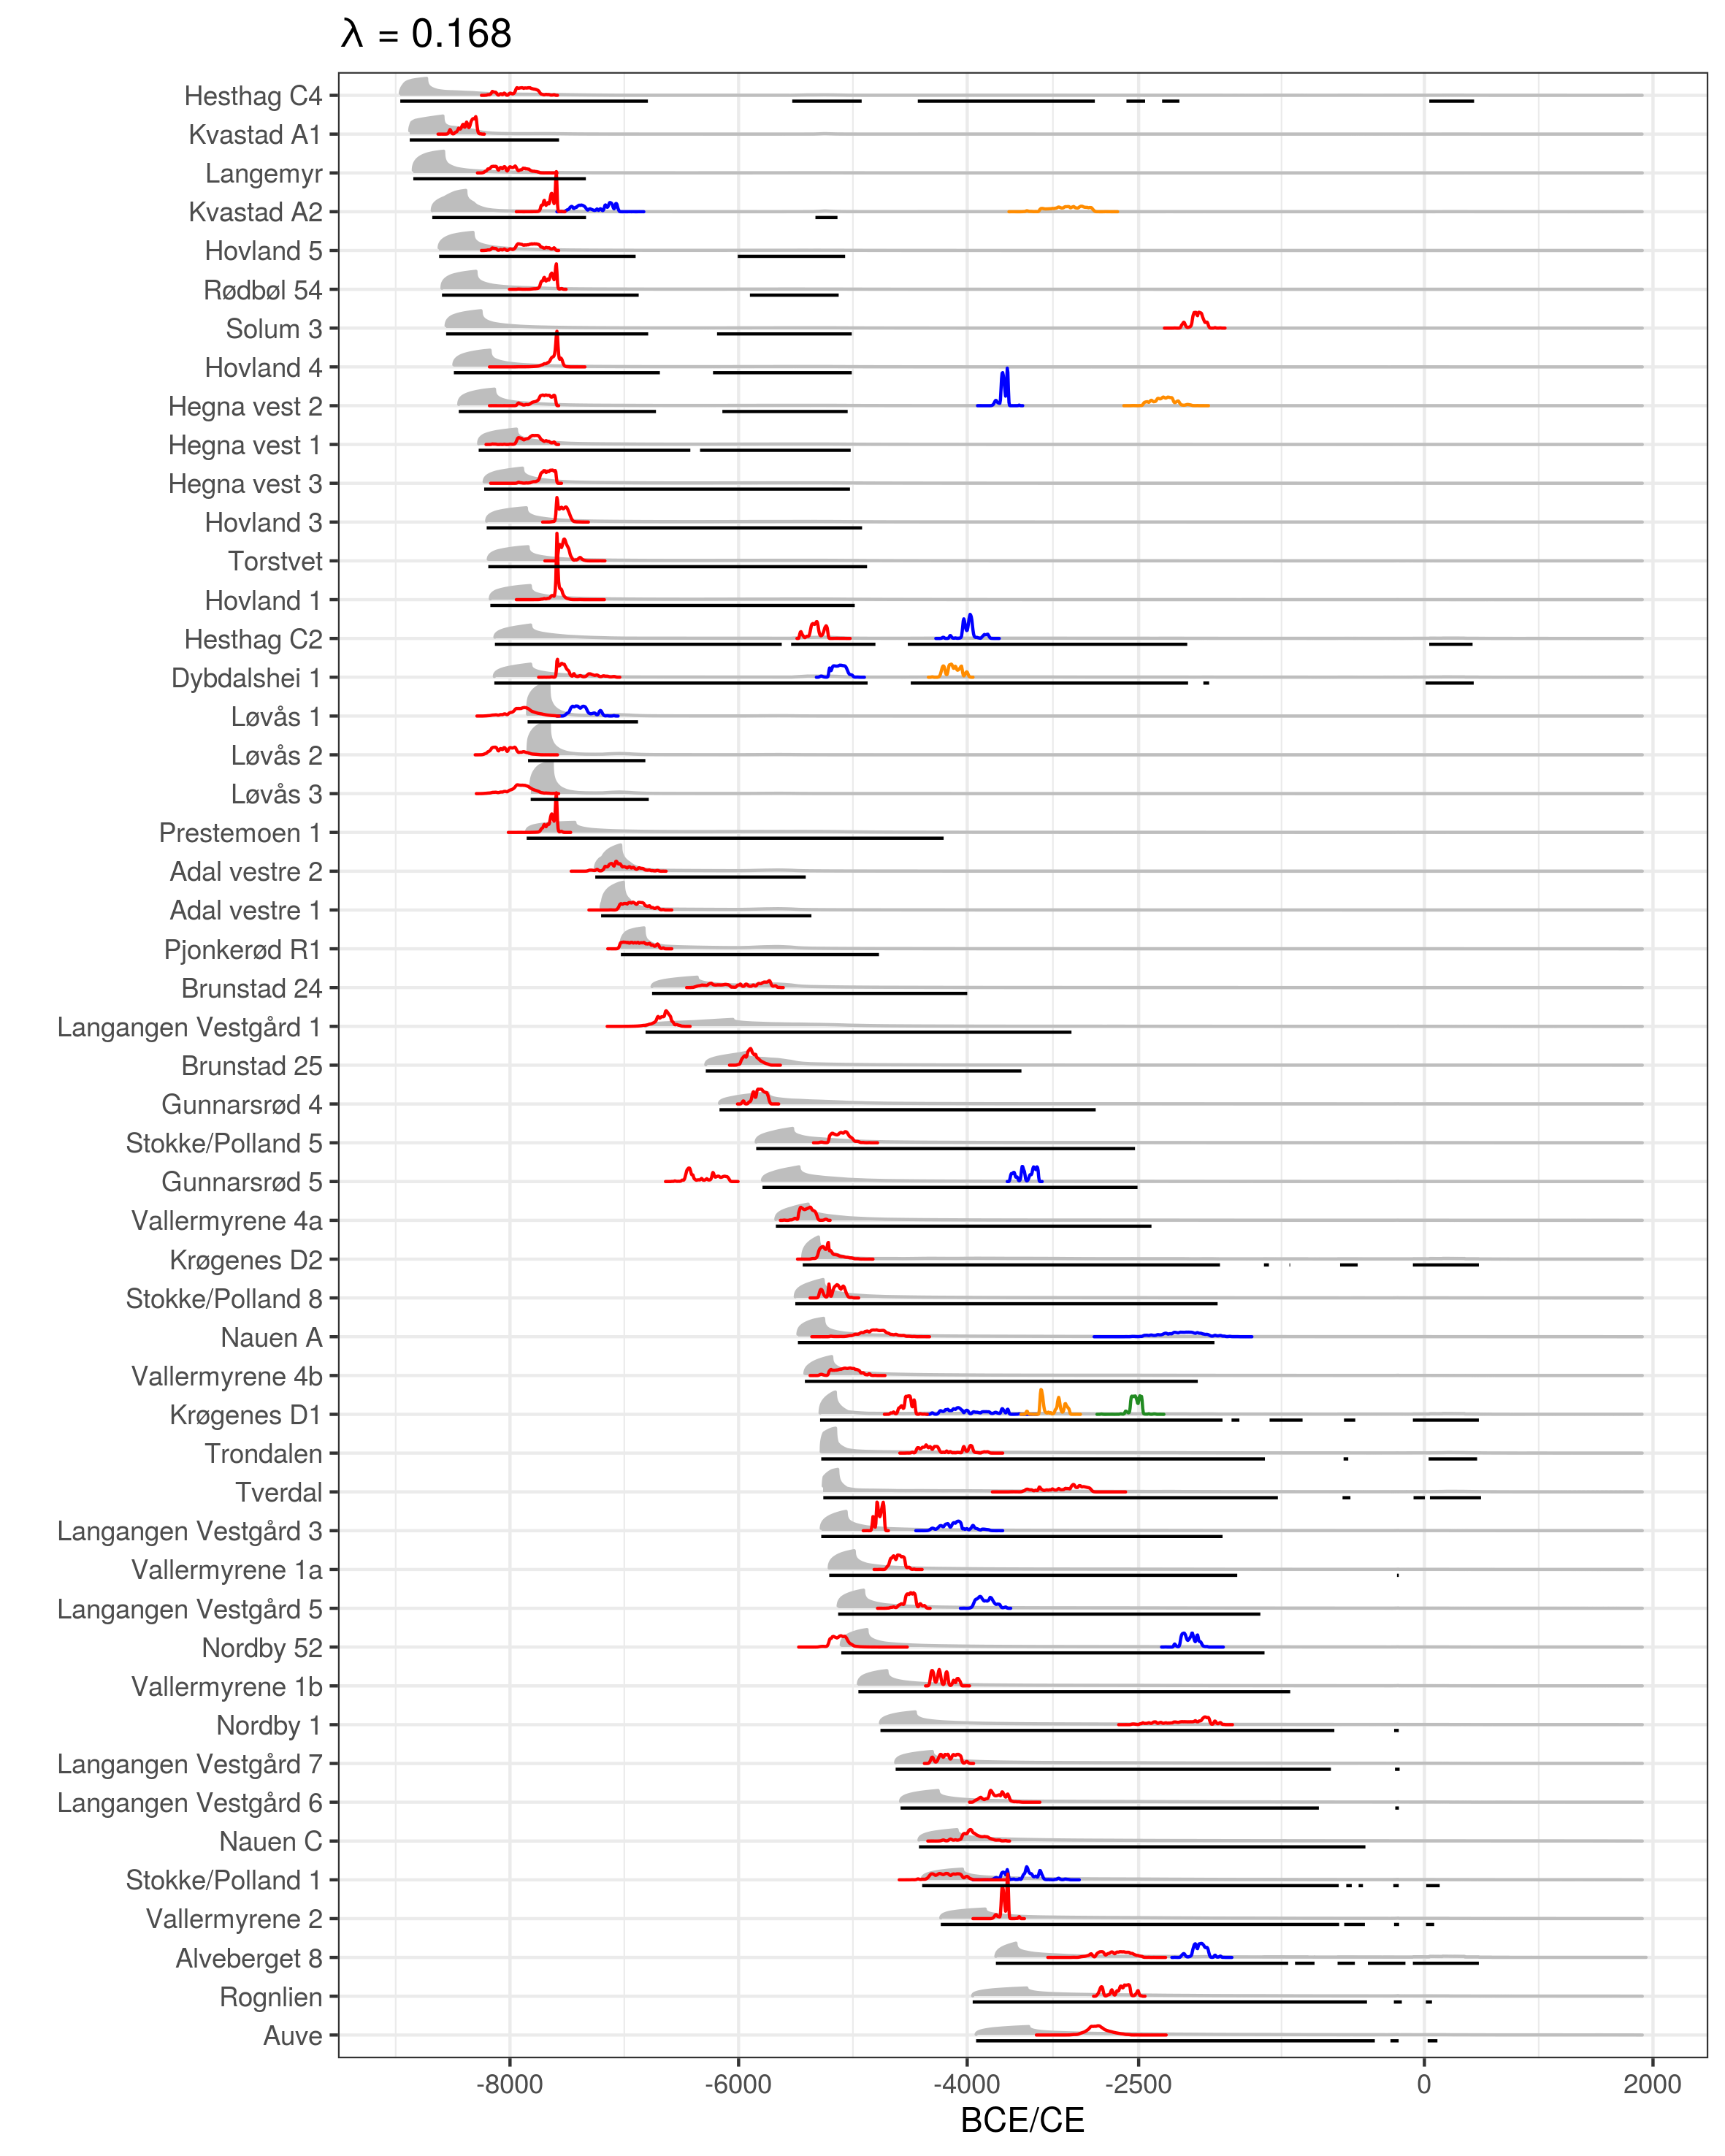 λ = 0.168
Hesthag C4
Kvastad A1
Langemyr
Kvastad A2
Hovland 5
Rødbøl 54
Solum 3
Hovland 4
Hegna vest 2
Hegna vest 1
Hegna vest 3
Hovland 3
Torstvet
Hovland 1
Hesthag C2
Dybdalshei 1
Løvås 1
Løvås 2
Løvås 3
Prestemoen 1
Adal vestre 2
Adal vestre 1
Pjonkerød R1
Brunstad 24
Langangen Vestgård 1
Brunstad 25
Gunnarsrød 4
Stokke/Polland 5
Gunnarsrød 5
Vallermyrene 4a
Krøgenes D2
Stokke/Polland 8
Nauen A
Vallermyrene 4b
Krøgenes D1
Trondalen
Tverdal
Langangen Vestgård 3
Vallermyrene 1a
Langangen Vestgård 5
Nordby 52
Vallermyrene 1b
Nordby 1
Langangen Vestgård 7
Langangen Vestgård 6
Nauen C
Stokke/Polland 1
Vallermyrene 2
Alveberget 8
Rognlien
Auve
-8000 -6000 -4000 -2500 0 2000
BCE/CE